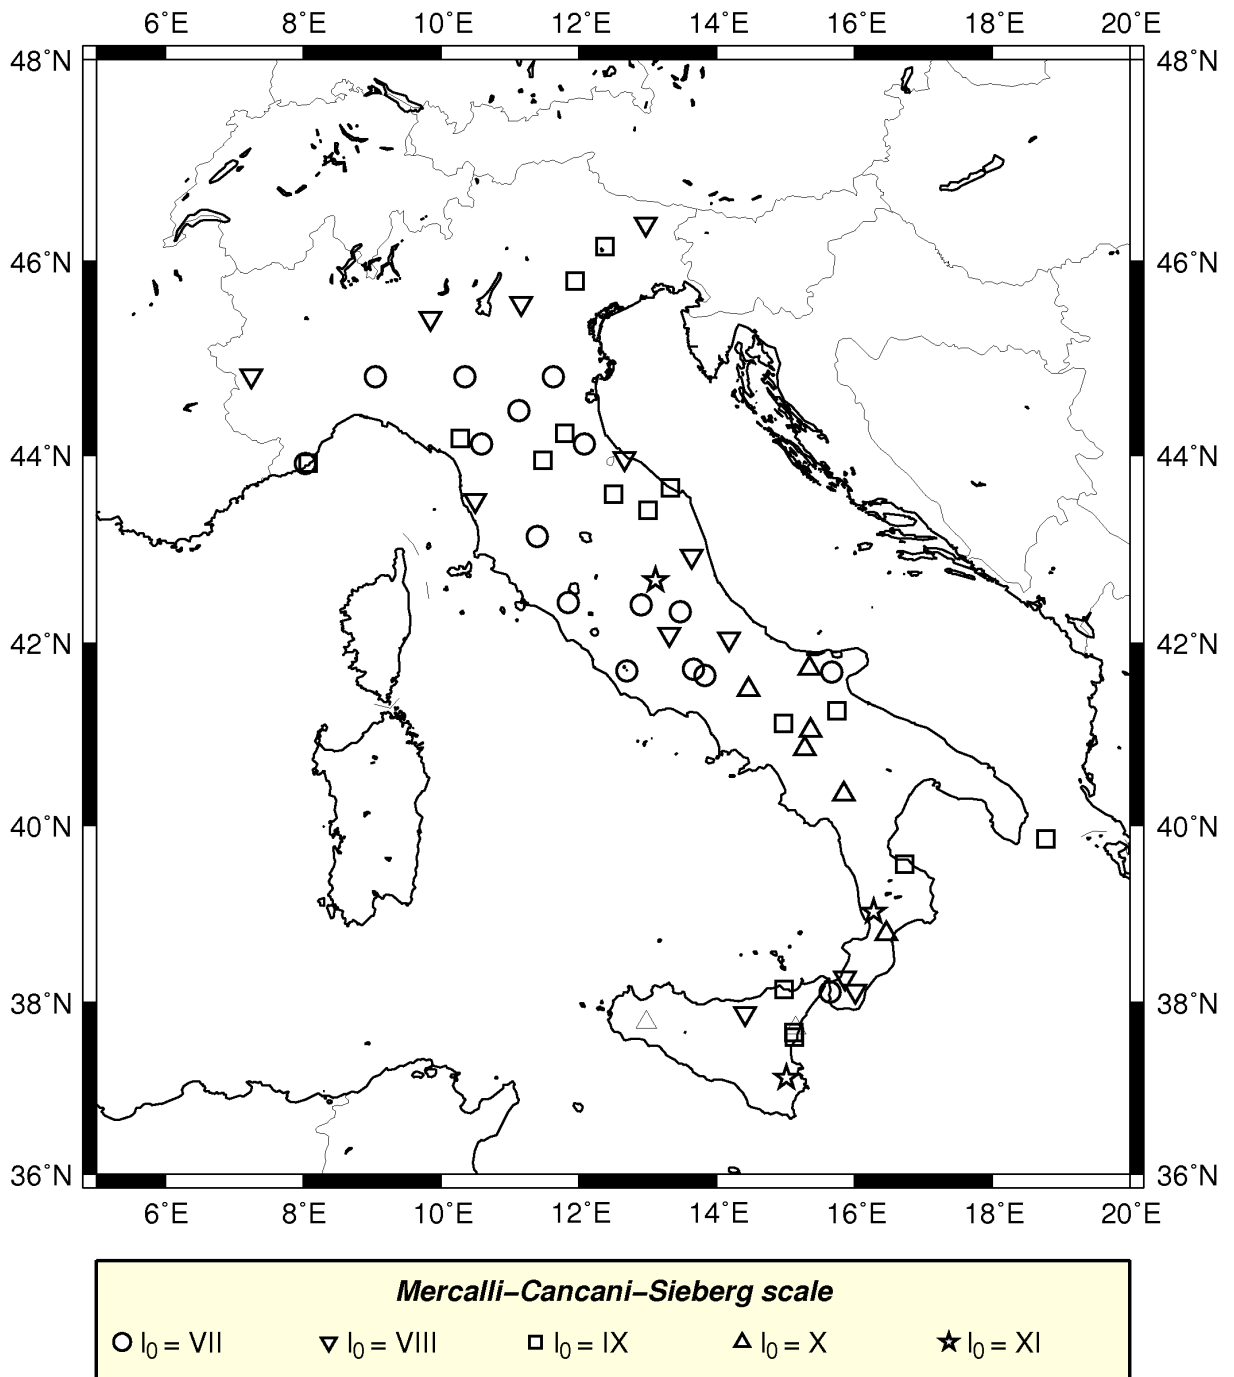 6˚E 8˚E 10˚E 12˚E 14˚E 16˚E 18˚E 20˚E
48˚N 48˚N
46˚N 46˚N
44˚N 44˚N
42˚N 42˚N
40˚N 40˚N
38˚N 38˚N
36˚N 36˚N
6˚E 8˚E 10˚E 12˚E 14˚E 16˚E 18˚E 20˚E
Mercalli−Cancani−Sieberg scale
I0 = VII I0 = VIII I0 = IX I0 = X I0 = XI